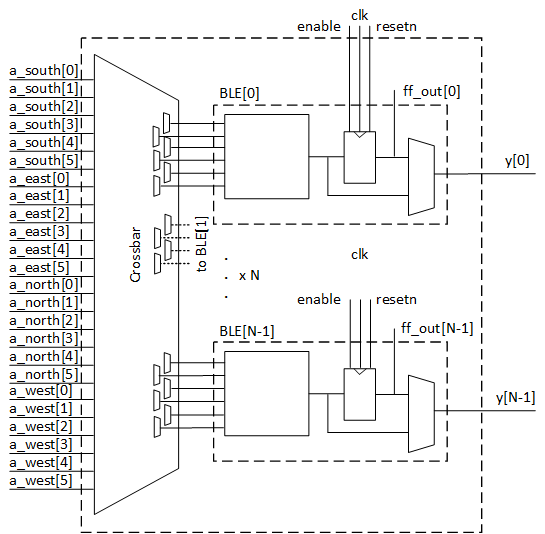 clk
enable
resetn
a_south[0]
a_south[1]
a_south[2]
a_south[3]
a_south[4]
a_south[5]
a_east[0]
a_east[1]
a_east[2]
a_east[3]
a_east[4]
a_east[5]
a_north[0]
a_north[1]
a_north[2]
a_north[3]
a_north[4]
a_north[5]
a_west[0]
a_west[1]
a_west[2]
a_west[3]
a_west[4]
a_west[5]
Crossbar
to BLE[1]
BLE[0]
ff_out[0]
y[0]
x N
clk
enable
resetn
BLE[N-1]
ff_out[N-1]
y[N-1]